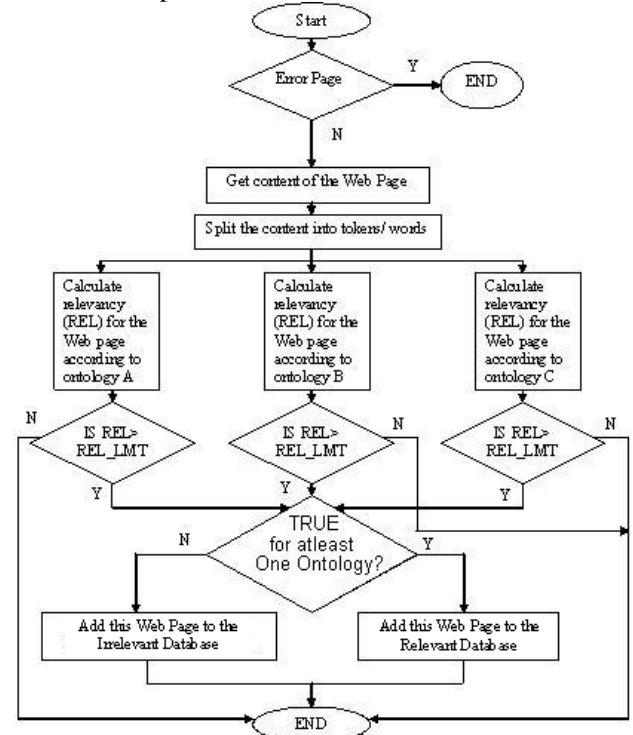 Start
Error Page
Y
END
N
Get content of the Web Page
Split the content into tokens/ words
Calculate
relevancy
(REL) for the
Web page
according to
ontology A
Calculate
relevancy
(REL) for the
Web page
according to
ontology B
Calculate
relevancy
(REL) for the
Web page
according to
ontology C
N
IS REL>
REL_LMT
IS REL>
REL_LMT
N
IS REL>
REL_LMT
N
Y
Y
Y
N
TRUE
for atleast
One Ontology?
Y
Add this Web Page to the
Irrelevant Database
Add this Web Page to the
Relevant Database
END